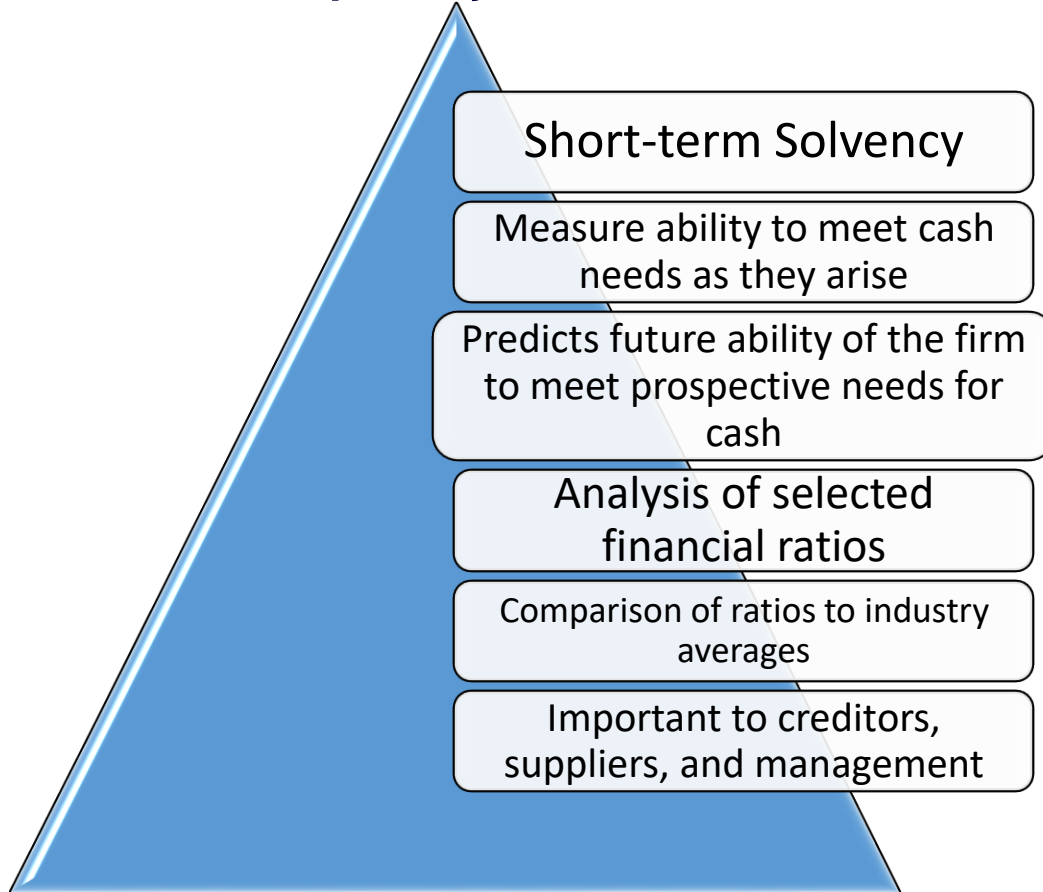 Short-term Solvency
Measure ability to meet cash
needs as they arise
Predicts future ability of the firm
to meet prospective needs for
cash
Analysis of selected
financial ratios
Comparison of ratios to industry
averages
Important to creditors,
suppliers, and management